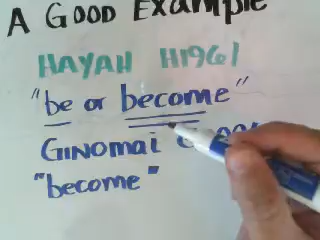 A GOOD Example
HAYAH H1961
"be or become"
GINOMAI
"become"